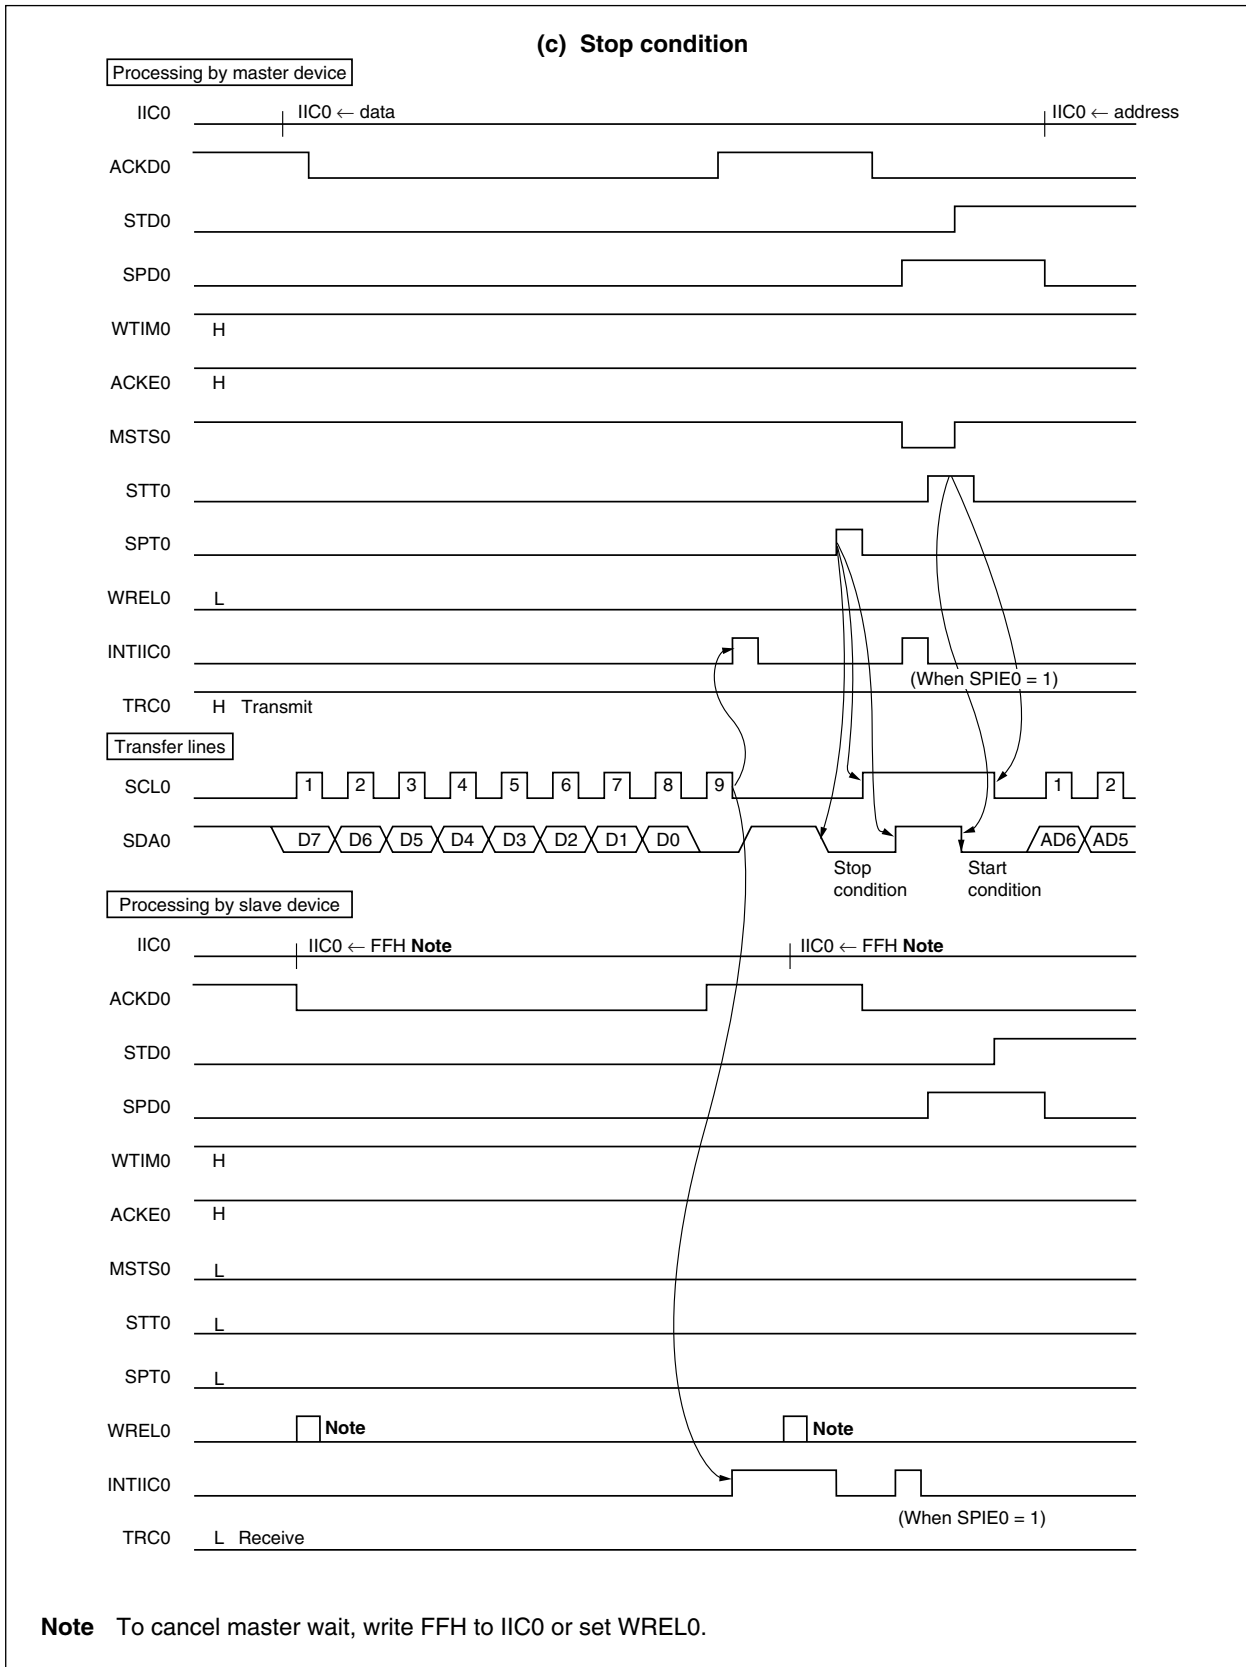 (c) Stop condition
Processing by master device
IIC0 IIC0 ← data IIC0 ← address
ACKD0
STD0
SPD0
WTIM0 H
ACKE0 H
MSTS0
STT0
SPT0
WREL0 L
INTIIC0
(When SPIE0 = 1)
TRC0 H Transmit
Transfer lines
SCL0 1 2 3 4 5 6 7 8 9 1 2
SDA0 D7 D6 D5 D4 D3 D2 D1 D0 AD6 AD5
Stop condition
Start condition
Processing by slave device
IIC0 IIC0 ← FFH Note IIC0 ← FFH Note
ACKD0
STD0
SPD0
WTIM0 H
ACKE0 H
MSTS0 L
STT0 L
SPT0 L
WREL0 Note Note
INTIIC0
(When SPIE0 = 1)
TRC0 L Receive
Note To cancel master wait, write FFH to IIC0 or set WREL0.